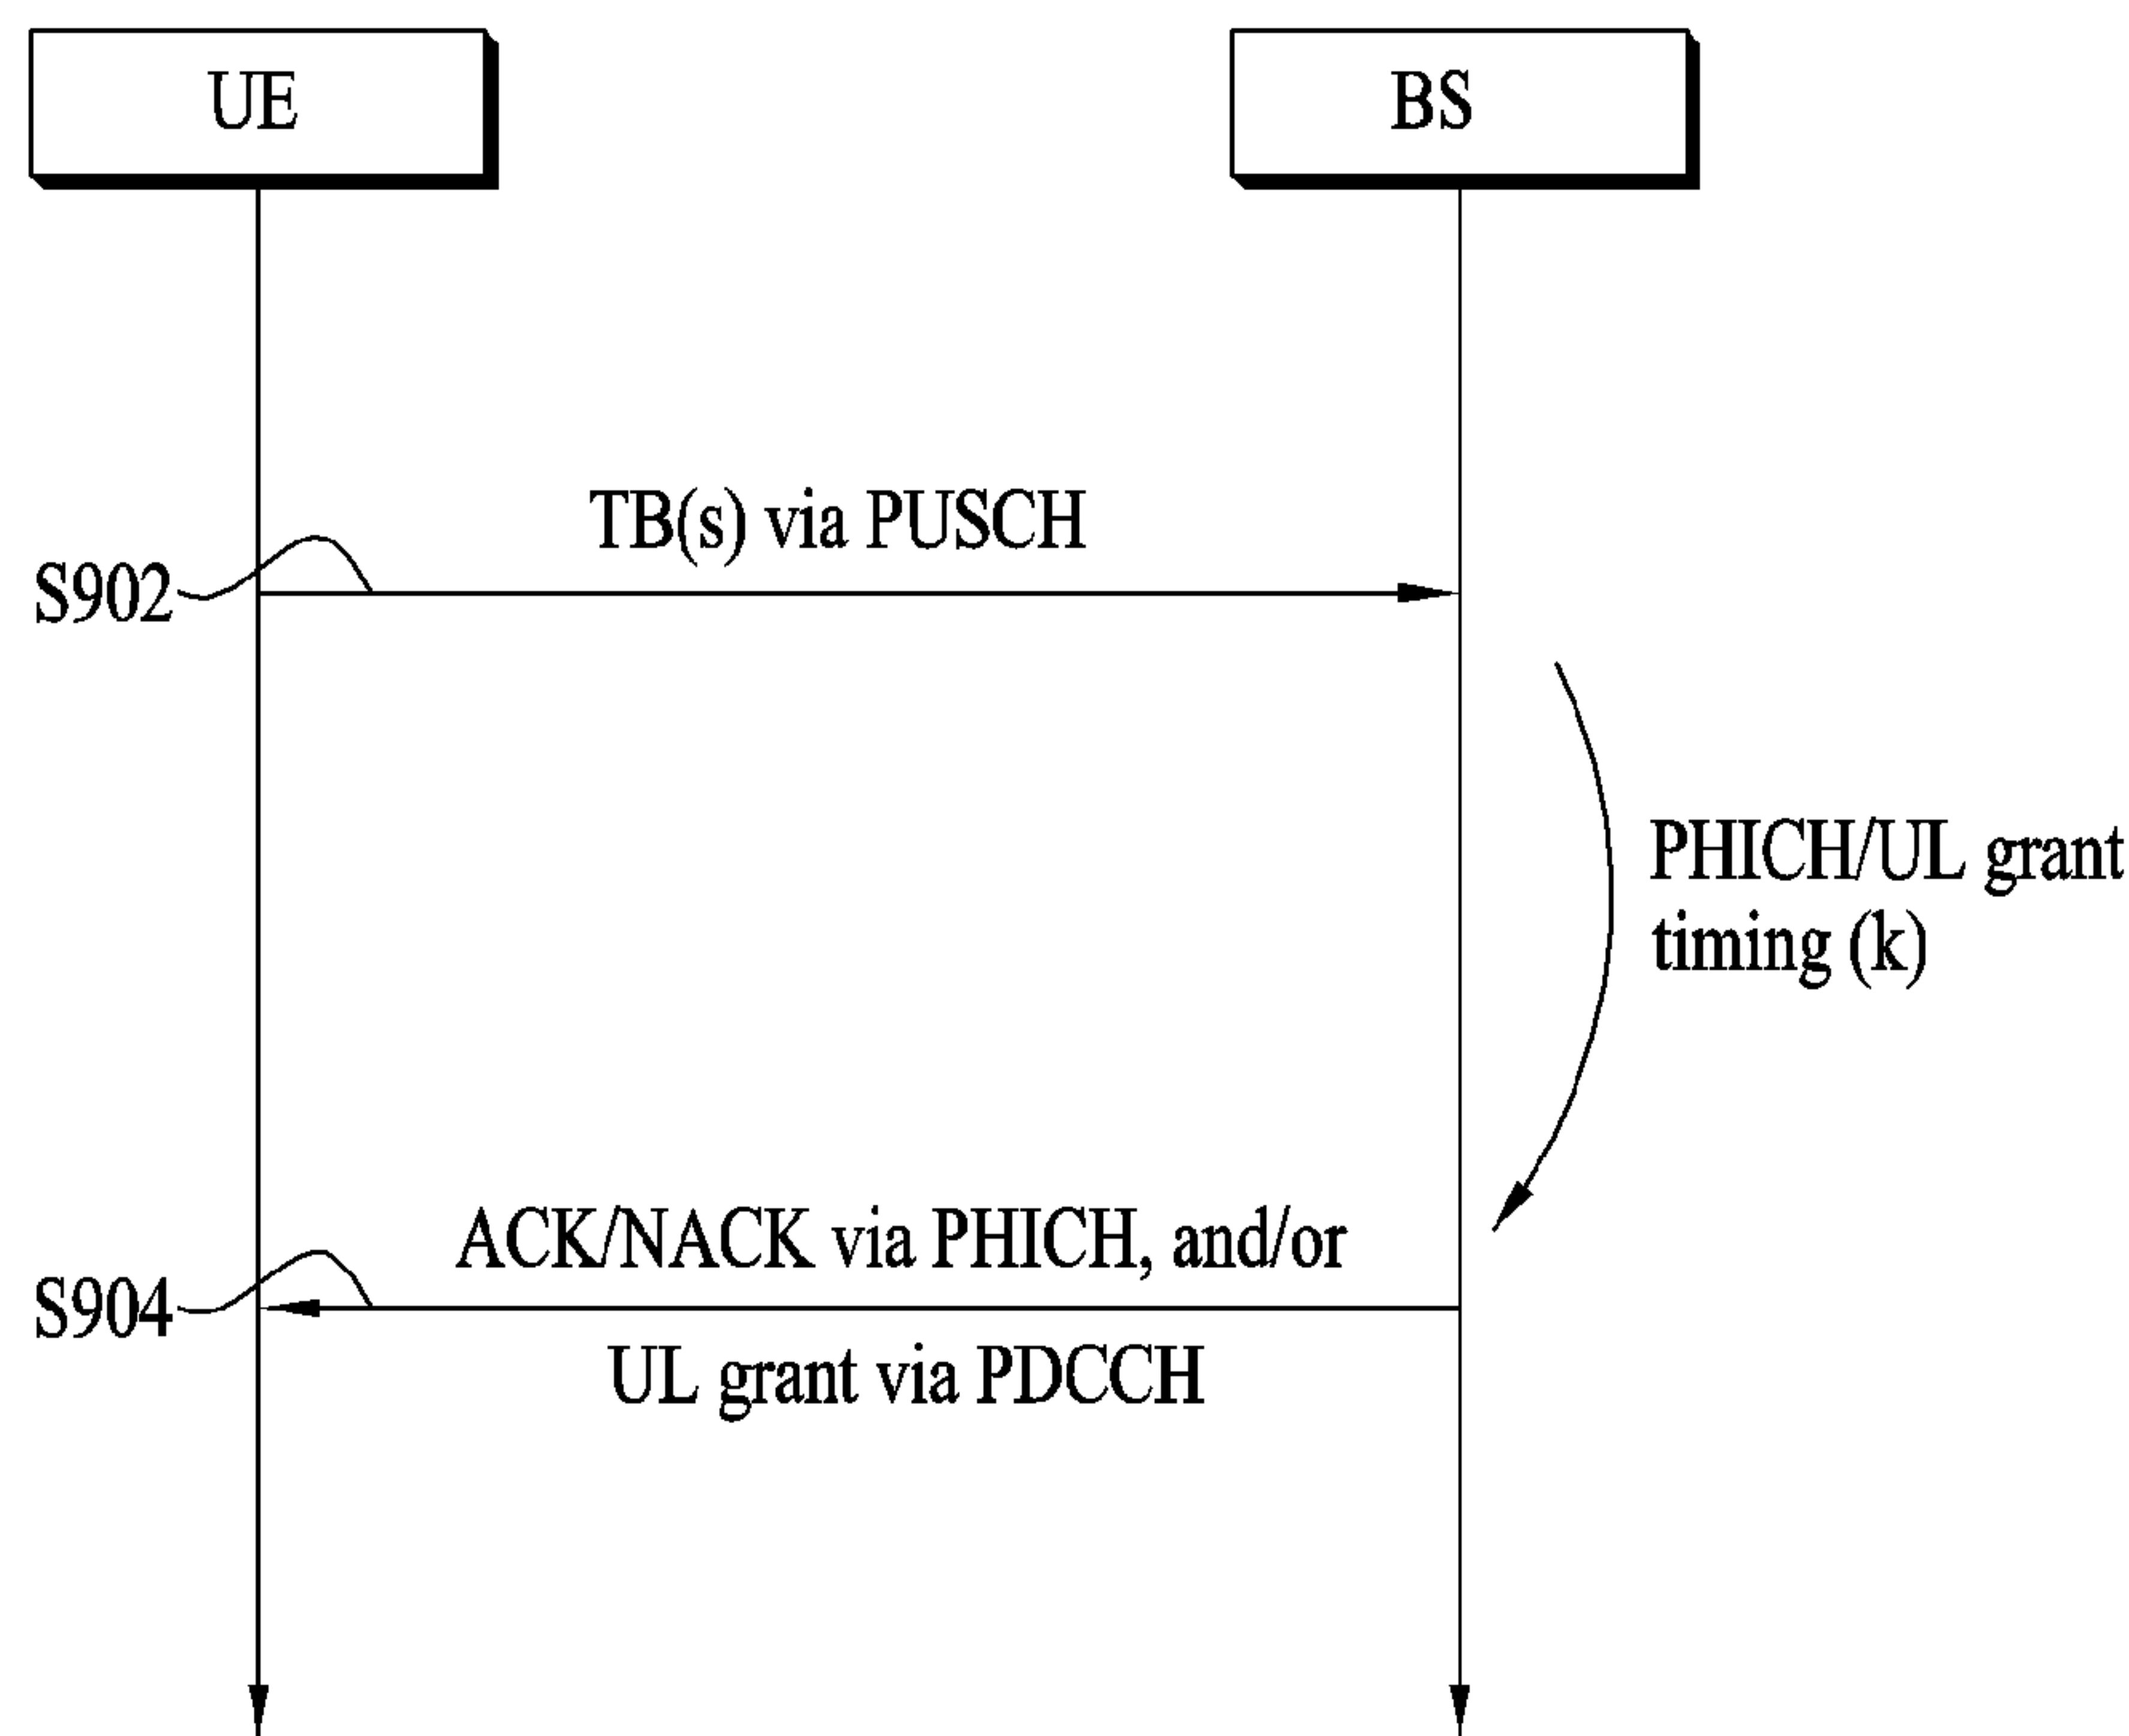 UE
BS
TB(s) via PUSCH
S902
PHICH/UL grant
timing (k)
ACK/NACK via PHICH, and/or
S904
UL grant via PDCCH